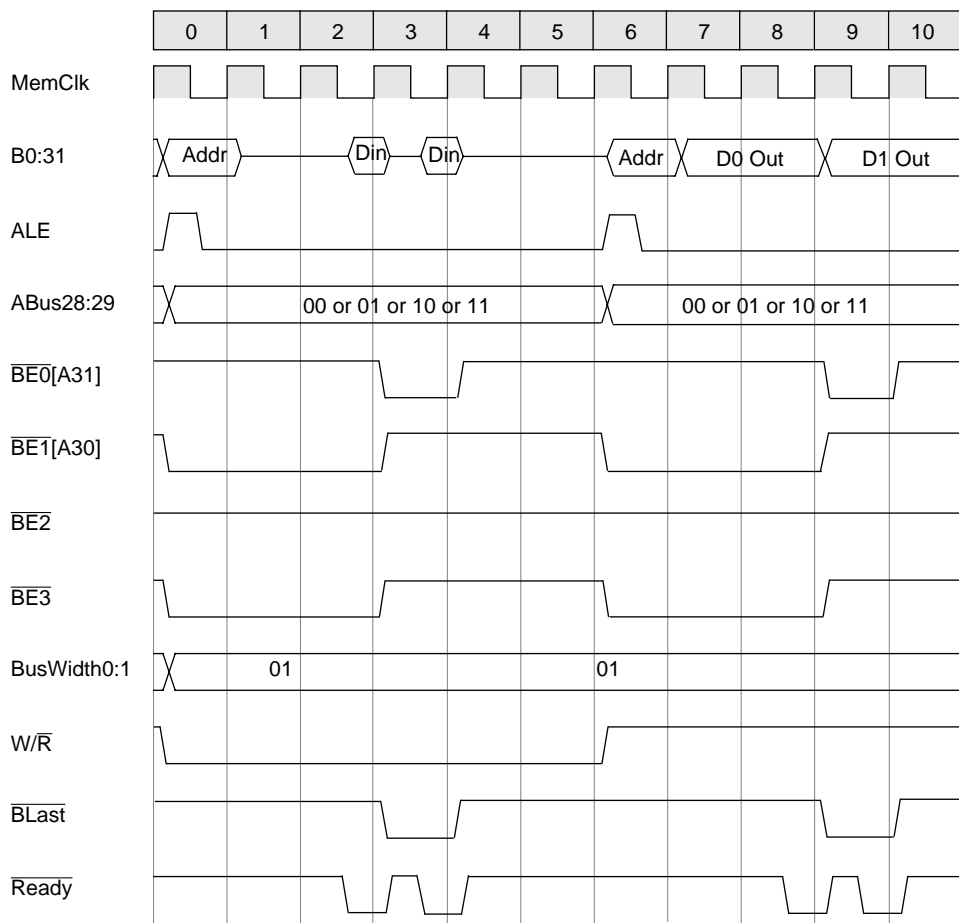 0 1 2 3 4 5 6 7 8 9 10
MemClk
B0:31 Addr Din Din Addr D0 Out D1 Out
ALE
ABus28:29 00 or 01 or 10 or 11 00 or 01 or 10 or 11
BE0[A31]
BE1[A30]
BE2
BE3
BusWidth0:1 01 01
W/R
BLast
Ready